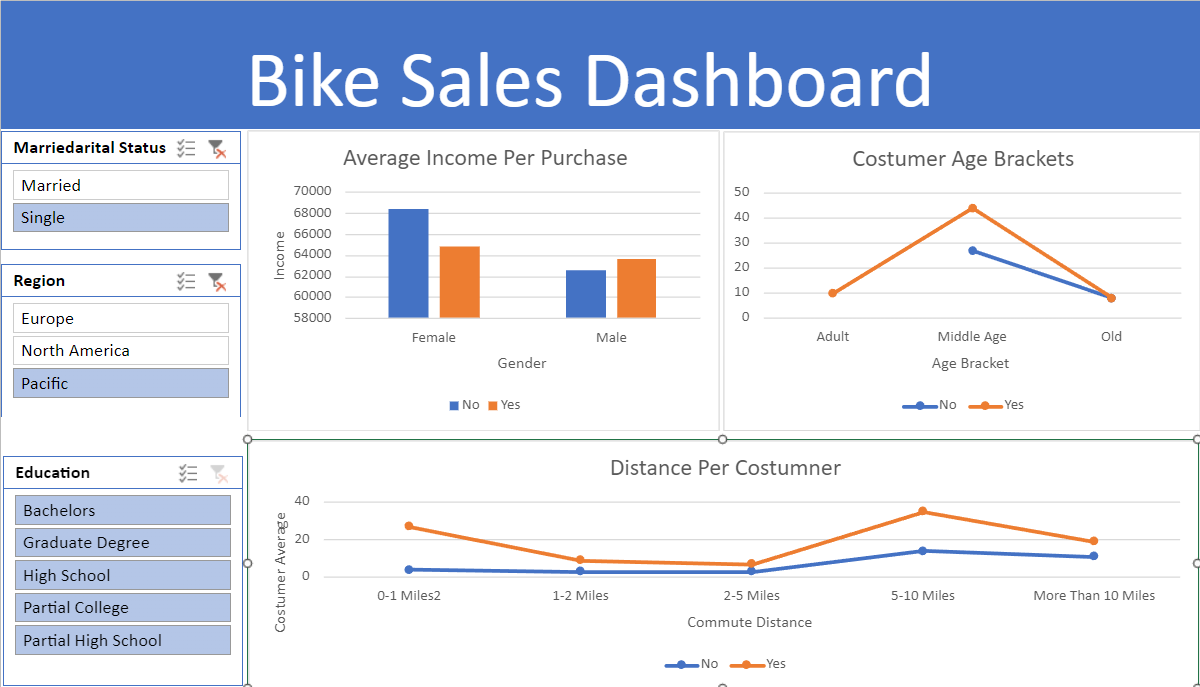 Bike Sales Dashboard
Marriedarital Status
Married
Single
Region
Europe
North America
Pacific
Education
Bachelors
Graduate Degree
High School
Partial College
Partial High School
Average Income Per Purchase
Income
70000
68000
66000
64000
62000
60000
58000
Female Male
Gender
No Yes
Costumer Age Brackets
50
40
30
20
10
0
Adult Middle Age Old
Age Bracket
No Yes
Distance Per Costumner
Costumer Average
40
20
0
0-1 Miles2 1-2 Miles 2-5 Miles 5-10 Miles More Than 10 Miles
Commute Distance
No Yes